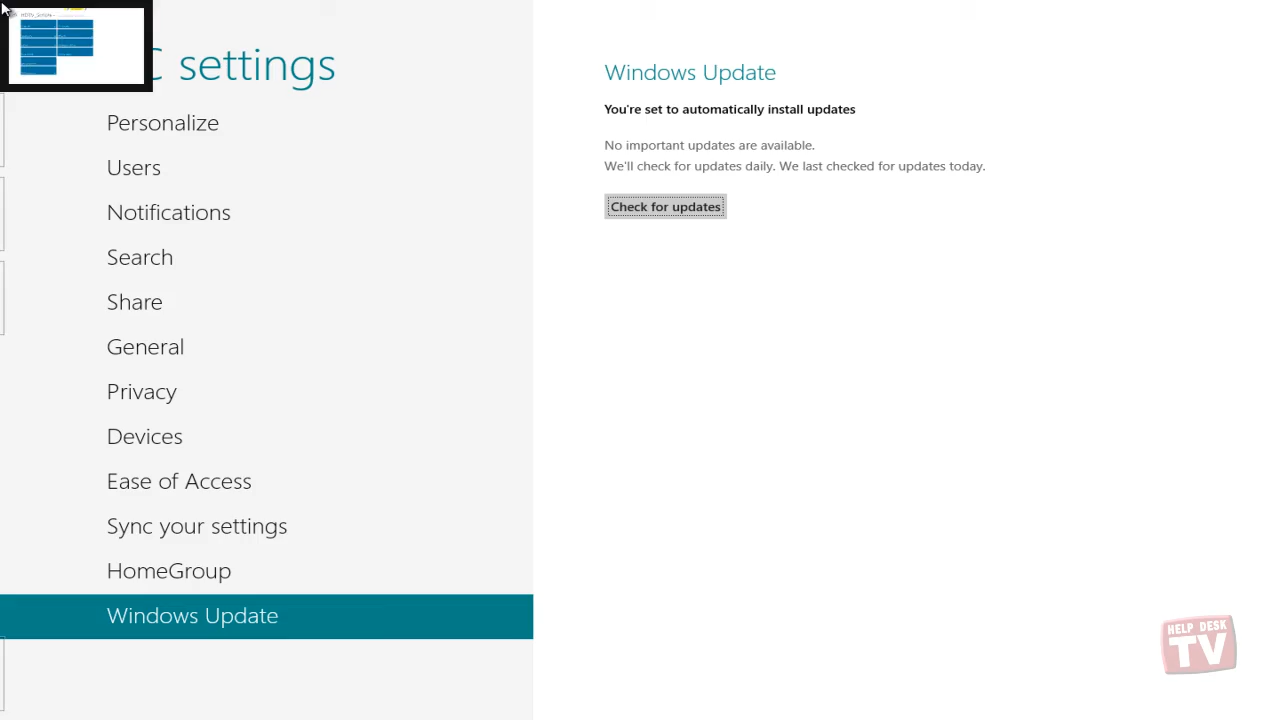 C settings
Personalize
Users
Notifications
Search
Share
General
Privacy
Devices
Ease of Access
Sync your settings
HomeGroup
Windows Update
Windows Update
You're set to automatically install updates
No important updates are available.
We'll check for updates daily. We last checked for updates today.
Check for updates
HELP DESK
TV